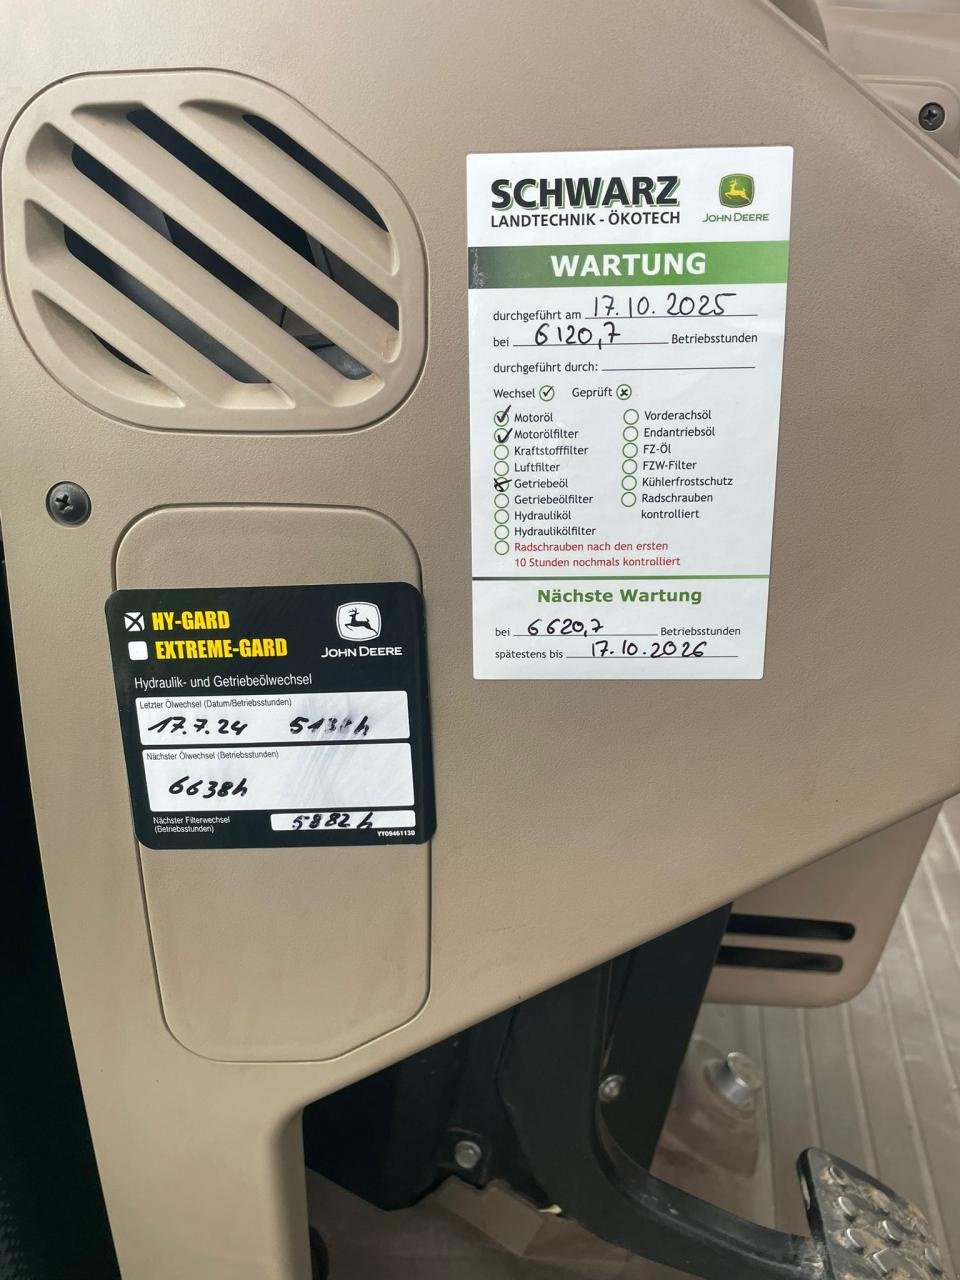 SCHWARZ
LANDTECHNIK - ÖKOTECH
JOHN DEERE
WARTUNG
durchgeführt am 17.10.2025
bei 6120,7 Betriebsstunden
durchgeführt durch:
Wechsel Geprüft
Motoröl
Motorölfilter
Kraftstofffilter
Luftfilter
Getriebeöl
Getriebeölfilter
Hydrauliköl
Hydraulikölfilter
Radschrauben nach den ersten
10 Stunden nochmals kontrolliert
Vorderachsöl
Endantriebsöl
FZ-Öl
FZW-Filter
Kühlerfrostschutz
Radschrauben
kontrolliert
Nächste Wartung
bei 6620,7 Betriebsstunden
spätestens bis 17.10.2026
HY-GARD
EXTREME-GARD
JOHN DEERE
Hydraulik- und Getriebeölwechsel
Letzter Ölwechsel (Datum/Betriebsstunden)
17.7.24
Nächster Ölwechsel (Betriebsstunden)
6638h
Nächster Filterwechsel
(Betriebsstunden)
5882 h
YY0946113D